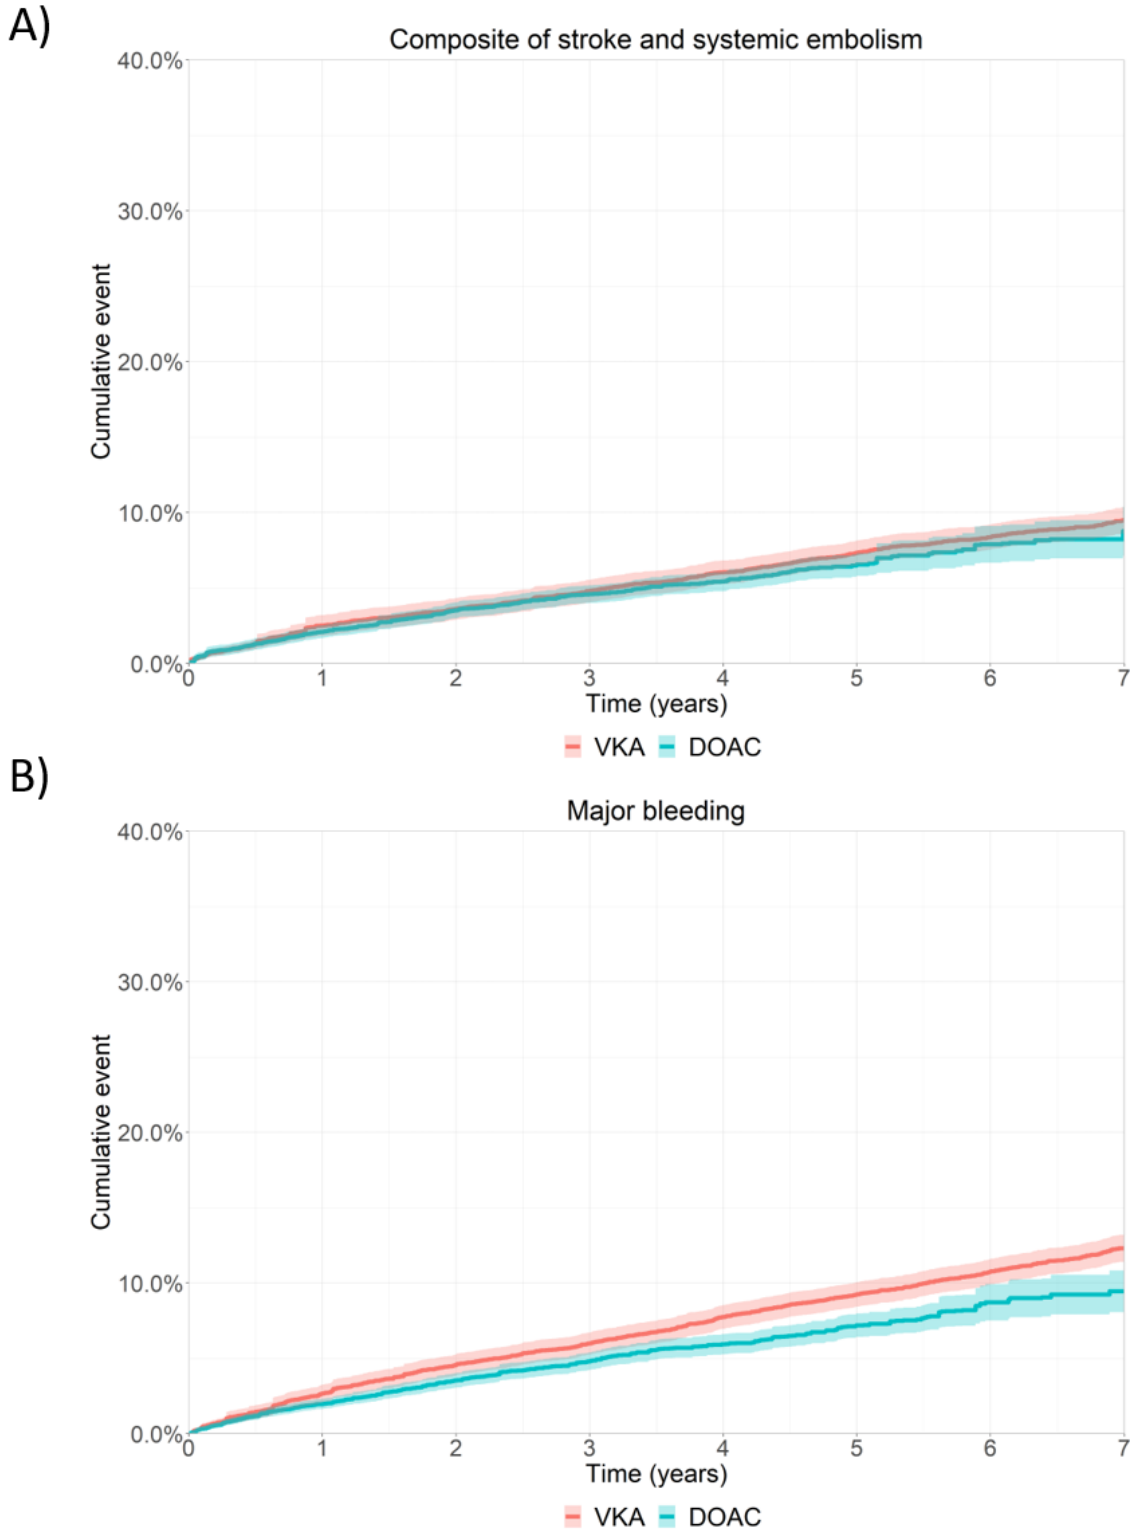 A)
Composite of stroke and systemic embolism
40.0%
30.0%
20.0%
10.0%
0.0%
Cumulative event
0 1 2 3 4 5 6 7
Time (years)
VKA DOAC
B)
Major bleeding
40.0%
30.0%
20.0%
10.0%
0.0%
Cumulative event
0 1 2 3 4 5 6 7
Time (years)
VKA DOAC